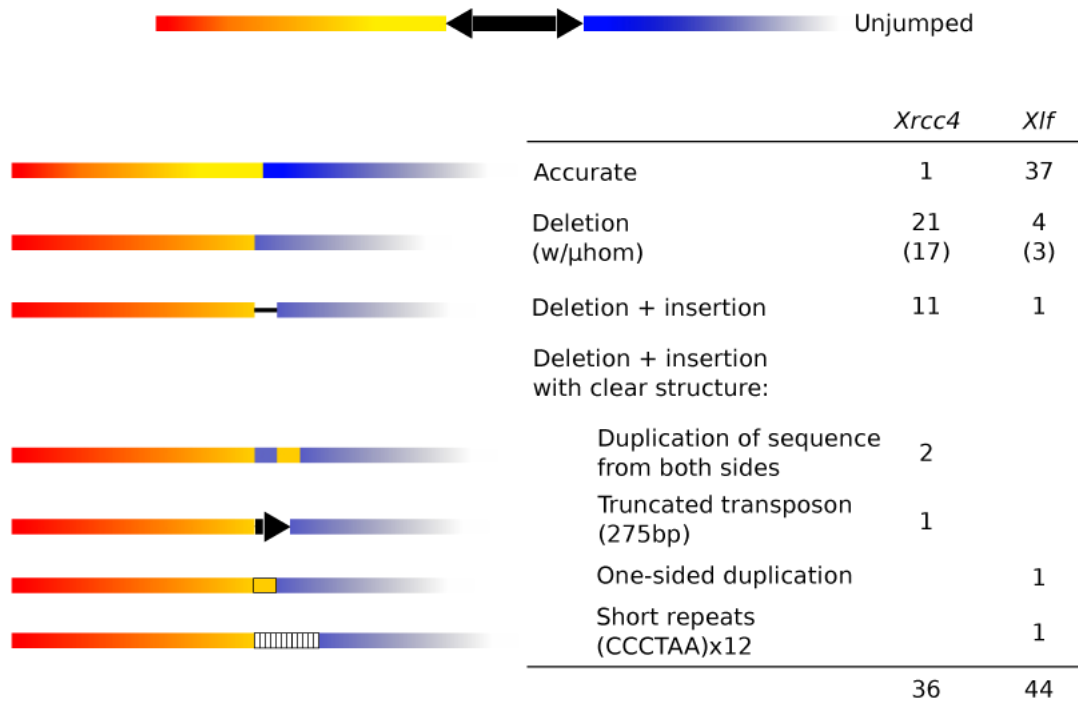 Unjumped
Xrcc4 Xlf
Accurate 1 37
Deletion 21 4
(w/μhom) (17) (3)
Deletion + insertion 11 1
Deletion + insertion
with clear structure:
Duplication of sequence
from both sides 2
Truncated transposon
(275bp) 1
One-sided duplication 1
Short repeats
(CCCTAA)x12 1
36 44